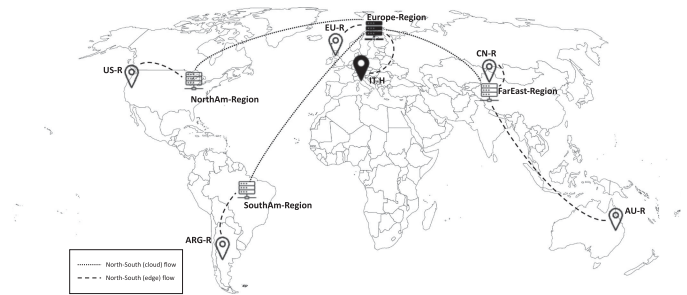 Europe-Region
EU-R
CN-R
US-R
IT-H
FarEast-Region
NorthAm-Region
SouthAm-Region
AU-R
ARG-R
North-South (cloud) flow
North-South (edge) flow